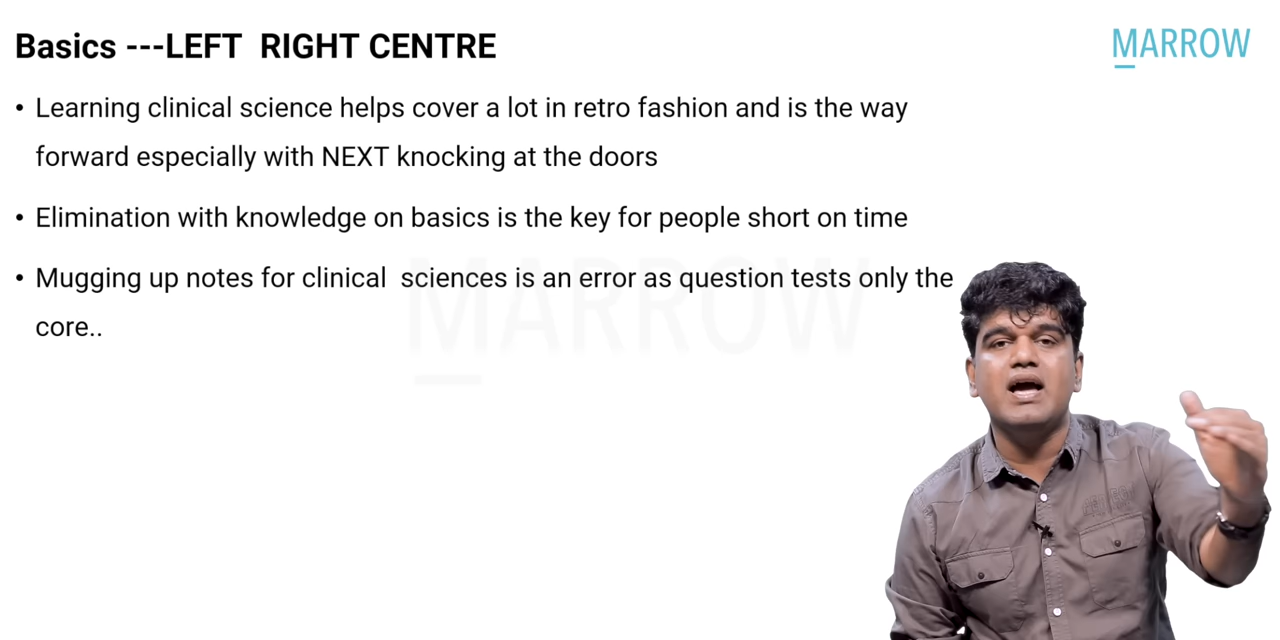 Basics ---LEFT  RIGHT CENTRE
MARROW
• Learning clinical science helps cover a lot in retro fashion and is the way
forward especially with NEXT knocking at the doors
• Elimination with knowledge on basics is the key for people short on time
• Mugging up notes for clinical  sciences is an error as question tests only the
core..
MARROW